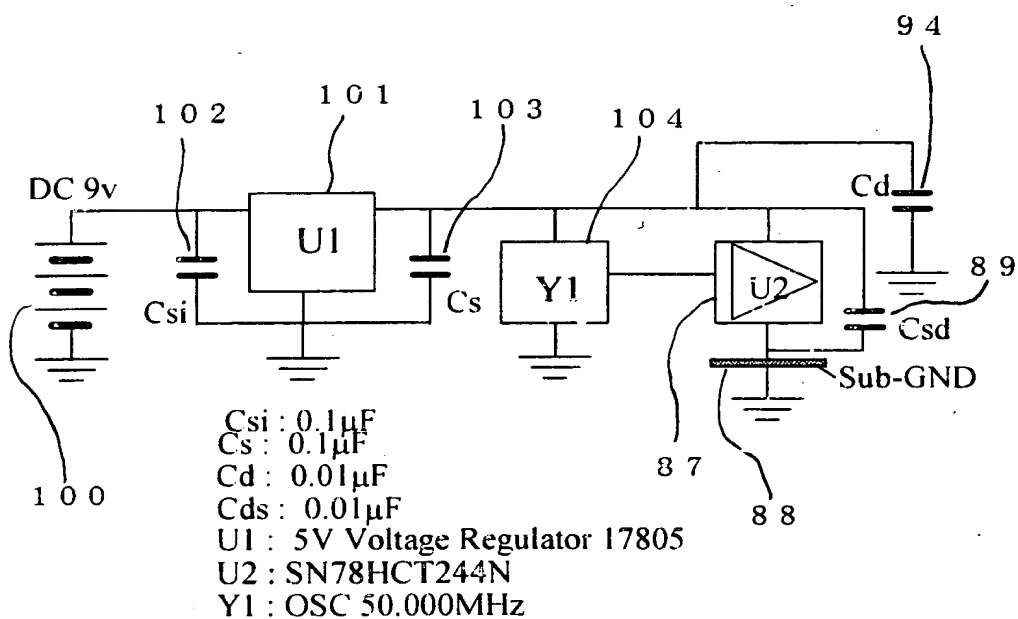 9 4
1 0 1
1 0 2
1 0 3
1 0 4
DC 9v
Cd
U1
Y1
U2
8 9
Csi
Cs
Csd
Sub-GND
Csi : 0.1µF
Cs : 0.1µF
Cd : 0.01µF
Cds : 0.01µF
U1 : 5V Voltage Regulator 17805
U2 : SN78HCT244N
Y1 : OSC 50.000MHz
8 7
1 0 0
8 8